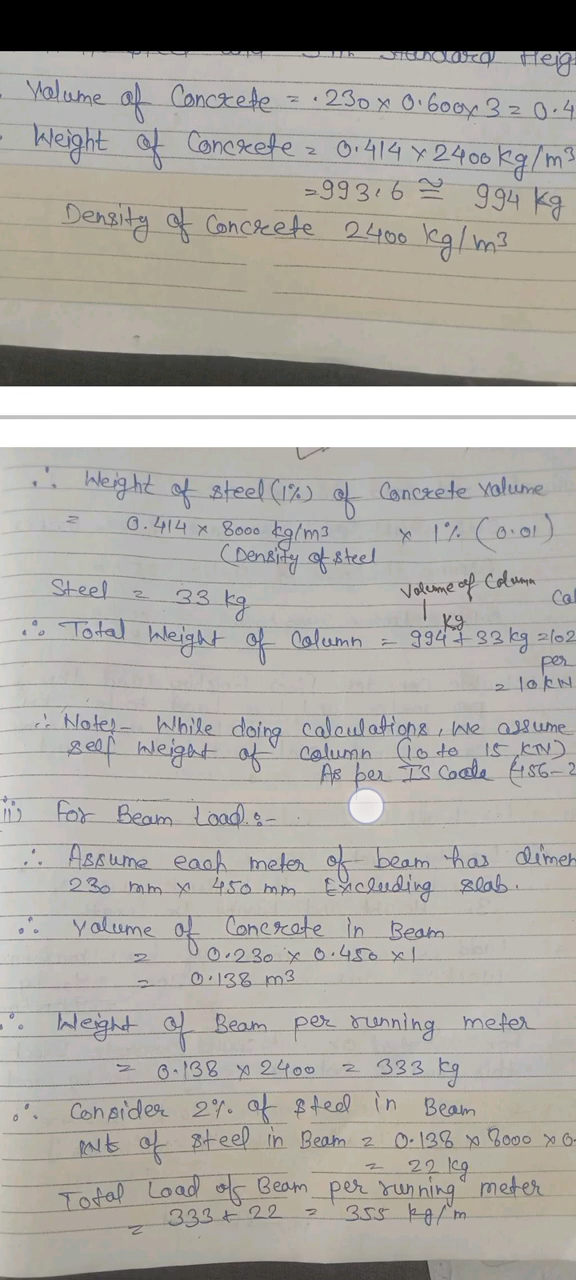 Standard Heig
Volume of Concrete = .230 x 0.600 x 3 = 0.4
Weight of Concrete = 0.414 x 2400 kg/m3
= 993.6 ≅ 994 kg
Density of Concrete 2400 kg/m3
∴ Weight of steel (1%) of Concrete Volume
= 0.414 x 8000 kg/m3 x 1% (0.01)
(Density of steel
Steel = 33 kg
Volume of Column
Cal
∴ Total Weight of Column = 994 kg + 33 kg = 102
per
= 10 KN
∴ Note:- While doing calculations, We assume
self Weight of column (10 to 15 KN)
As per IS Code (456-2
ii) For Beam Load:-
∴ Assume each meter of beam has dimen
230 mm x 450 mm Excluding slab.
∴ Volume of Concrete in Beam
= 0.230 x 0.450 x 1
= 0.138 m3
∴ Weight of Beam per running meter
= 0.138 x 2400 = 333 kg
∴ Consider 2% of steel in Beam
Wt of steel in Beam = 0.138 x 8000 x 0.
= 22 kg
Total Load of Beam per running meter
= 333 + 22 = 355 kg/m